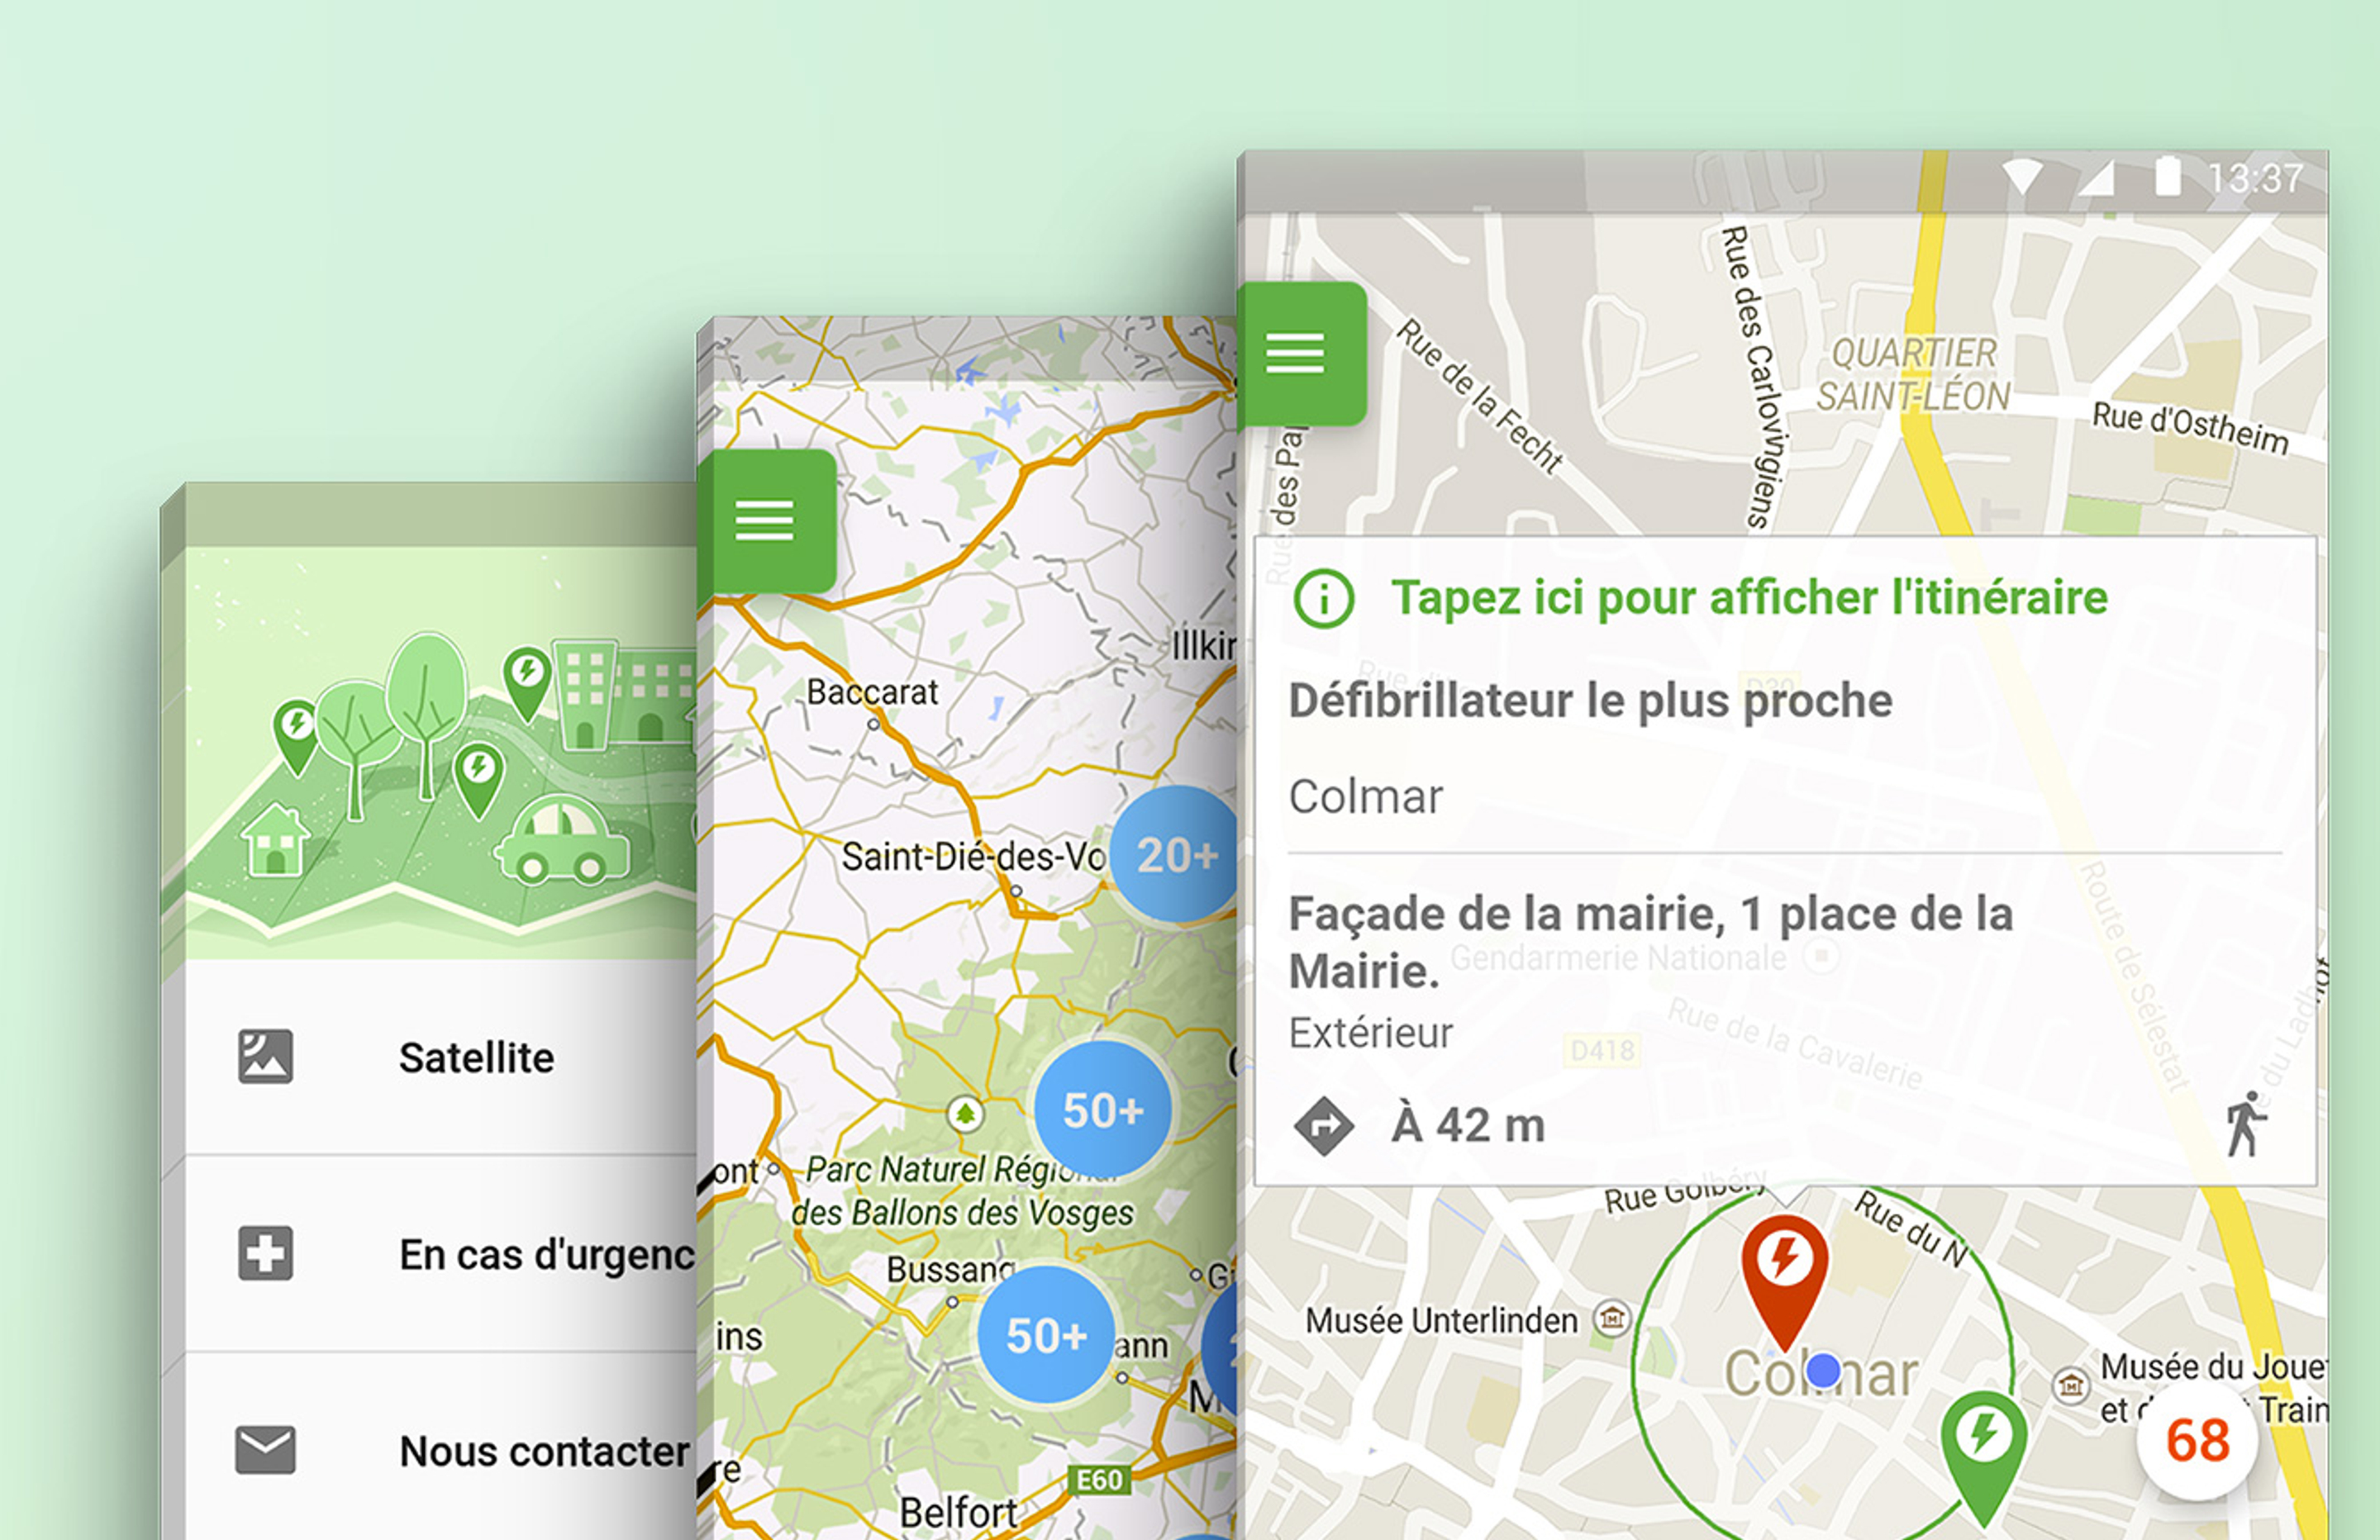 Satellite
En cas d'urgenc
Nous contacter
Illkir
Baccarat
Saint-Dié-des-Vo
20+
50+
ont
Parc Naturel Régional
des Ballons des Vosges
Bussang
50+
ins
ann
M
re
E60
Belfort
13:37
Rue des Carlovingiens
Rue de la Fecht
QUARTIER
SAINT-LÉON
Rue d'Ostheim
Rue des Pa
Tapez ici pour afficher l'itinéraire
Défibrillateur le plus proche
D30
Colmar
Façade de la mairie, 1 place de la
Mairie.
Gendarmerie Nationale
Extérieur
D418
Rue de la Cavalerie
Route de Sélestat
À 42 m
Rue Golbéry
Rue du N
Musée Unterlinden
Colmar
Musée du Joue
et d
Train
68